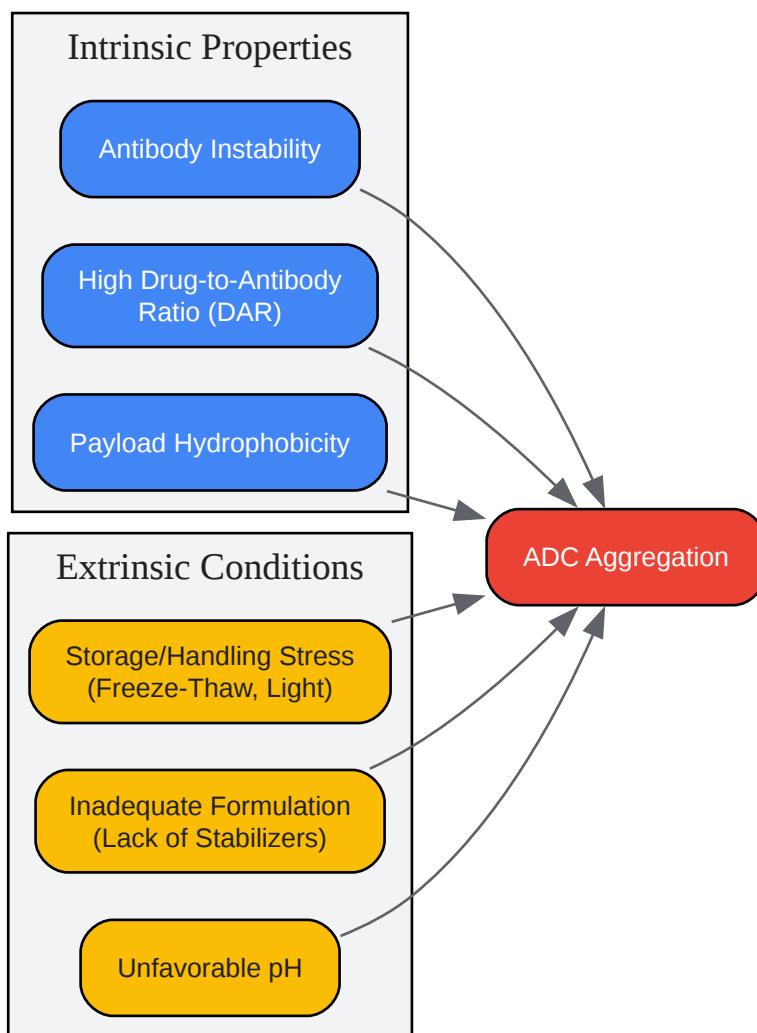 Intrinsic Properties
Antibody Instability
High Drug-to-Antibody
Ratio (DAR)
Payload Hydrophobicity
ADC Aggregation
Extrinsic Conditions
Storage/Handling Stress
(Freeze-Thaw, Light)
Inadequate Formulation
(Lack of Stabilizers)
Unfavorable pH